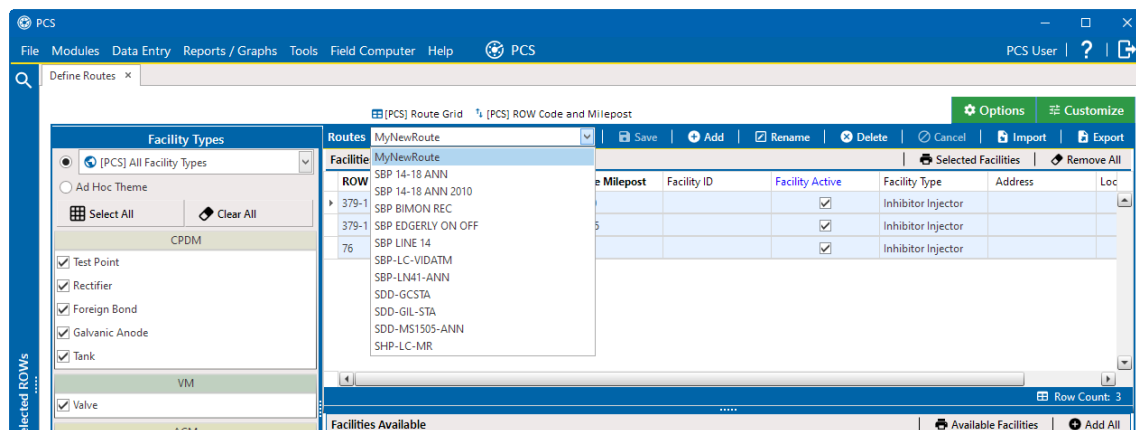 PCS
File Modules Data Entry Reports / Graphs Tools Field Computer Help PCS PCS User ?
Define Routes ×
[PCS] Route Grid [PCS] ROW Code and Milepost Options Customize
Facility Types
Routes MyNewRoute Save Add Rename Delete Cancel Import Export
[PCS] All Facility Types
Ad Hoc Theme
Select All Clear All
CPDM
Test Point
Rectifier
Foreign Bond
Galvanic Anode
Tank
VM
Valve
MyNewRoute
SBP 14-18 ANN
SBP 14-18 ANN 2010
SBP BIMON REC
SBP EDGERLY ON OFF
SBP LINE 14
SBP-LC-VIDATM
SBP-LN41-ANN
SDD-GCSTA
SDD-GIL-STA
SDD-MS1505-ANN
SHP-LC-MR
Selected Facilities Remove All
ROW Milepost Facility ID Facility Active Facility Type Address
379-1 Inhibitor Injector
379-1 Inhibitor Injector
76 Inhibitor Injector
Row Count: 3
Facilities Available Available Facilities Add All
ROWs